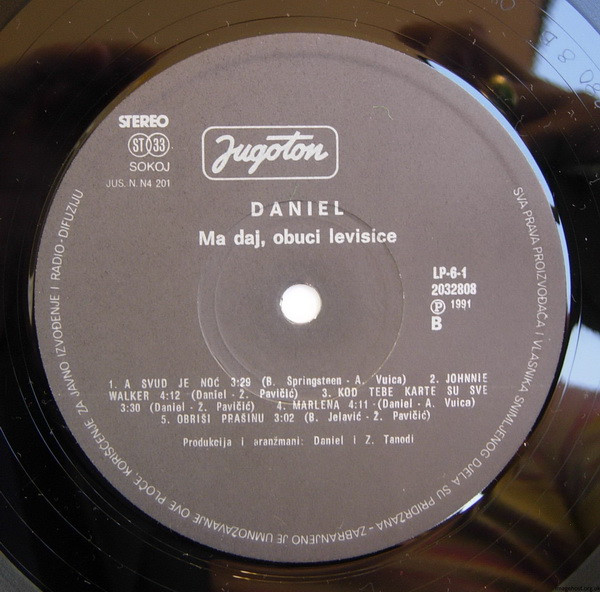 STEREO
ST 33
SOKOJ
JUS. N. N4 201
Jugoton
DANIEL
Ma daj, obuci levisice
LP-6-1
2032808
Ⓟ 1991
B
1. A SVUD JE NOĆ 3:29 (B. Springsteen - A. Vuica) 2. JOHNNIE
WALKER 4:12 (Daniel - Ž. Pavičić) 3. KOD TEBE KARTE SU SVE
3:30 (Daniel - Ž. Pavičić) 4. MARLENA 4:11 (Daniel - A. Vuica)
5. OBRIŠI PRAŠINU 3:02 (B. Jelavić - Ž. Pavičić)
Produkcija i aranžmani: Daniel i Z. Tanodi
SVA PRAVA PROIZVOĐAČA I VLASNIKA SNIMLJENOG DJELA SU PRIDRŽANA - ZABRANJENO JE UMNOŽAVANJE OVE PLOČE, KORIŠĆENJE ZA JAVNO IZVOĐENJE I RADIO-DIFUZIJU